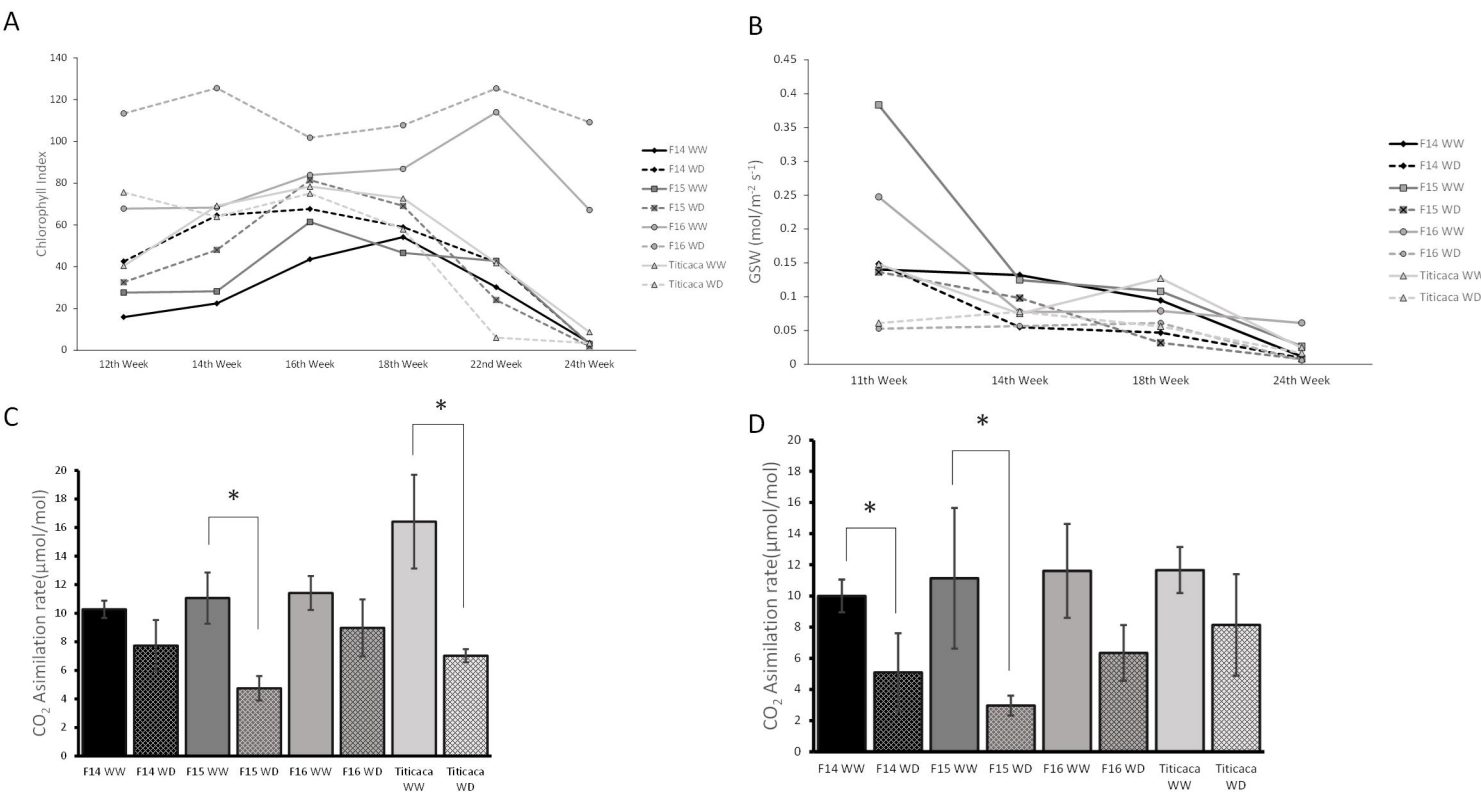 A
140
120
100
80
60
40
20
0
Chlorophyll Index
12th Week 14th Week 16th Week 18th Week 22nd Week 24th Week
F14 WW
F14 WD
F15 WW
F15 WD
F16 WW
F16 WD
Titicaca WW
Titicaca WD
B
0.45
0.4
0.35
0.3
0.25
0.2
0.15
0.1
0.05
0
GSW (mol/m⁻² s⁻¹)
11th Week 14th Week 18th Week 24th Week
F14 WW
F14 WD
F15 WW
F15 WD
F16 WW
F16 WD
Titicaca WW
Titicaca WD
C
20
18
16
14
12
10
8
6
4
2
0
CO₂ Asimilation rate(µmol/mol)
*
*
F14 WW F14 WD F15 WW F15 WD F16 WW F16 WD Titicaca Titicaca
WW WD
D
20
18
16
14
12
10
8
6
4
2
0
CO₂ Asimilation rate(µmol/mol)
*
*
F14 WW F14 WD F15 WW F15 WD F16 WW F16 WD Titicaca Titicaca
WW WD